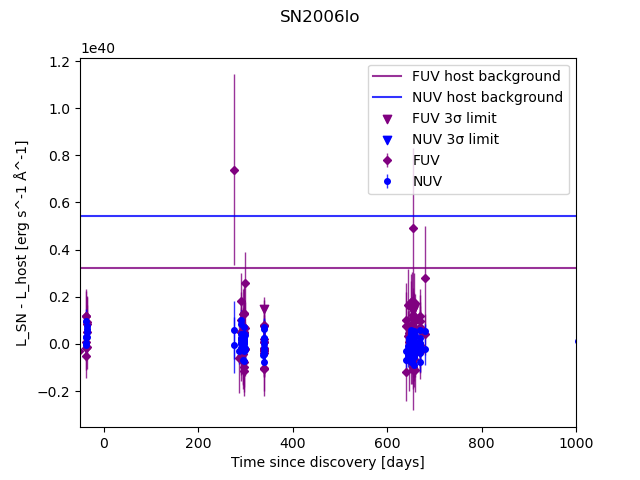 SN2006lo
1e40
1.2
1.0
0.8
0.6
0.4
0.2
0.0
−0.2
L_SN - L_host [erg s^-1 Å^-1]
FUV host background
NUV host background
FUV 3σ limit
NUV 3σ limit
FUV
NUV
0 200 400 600 800 1000
Time since discovery [days]